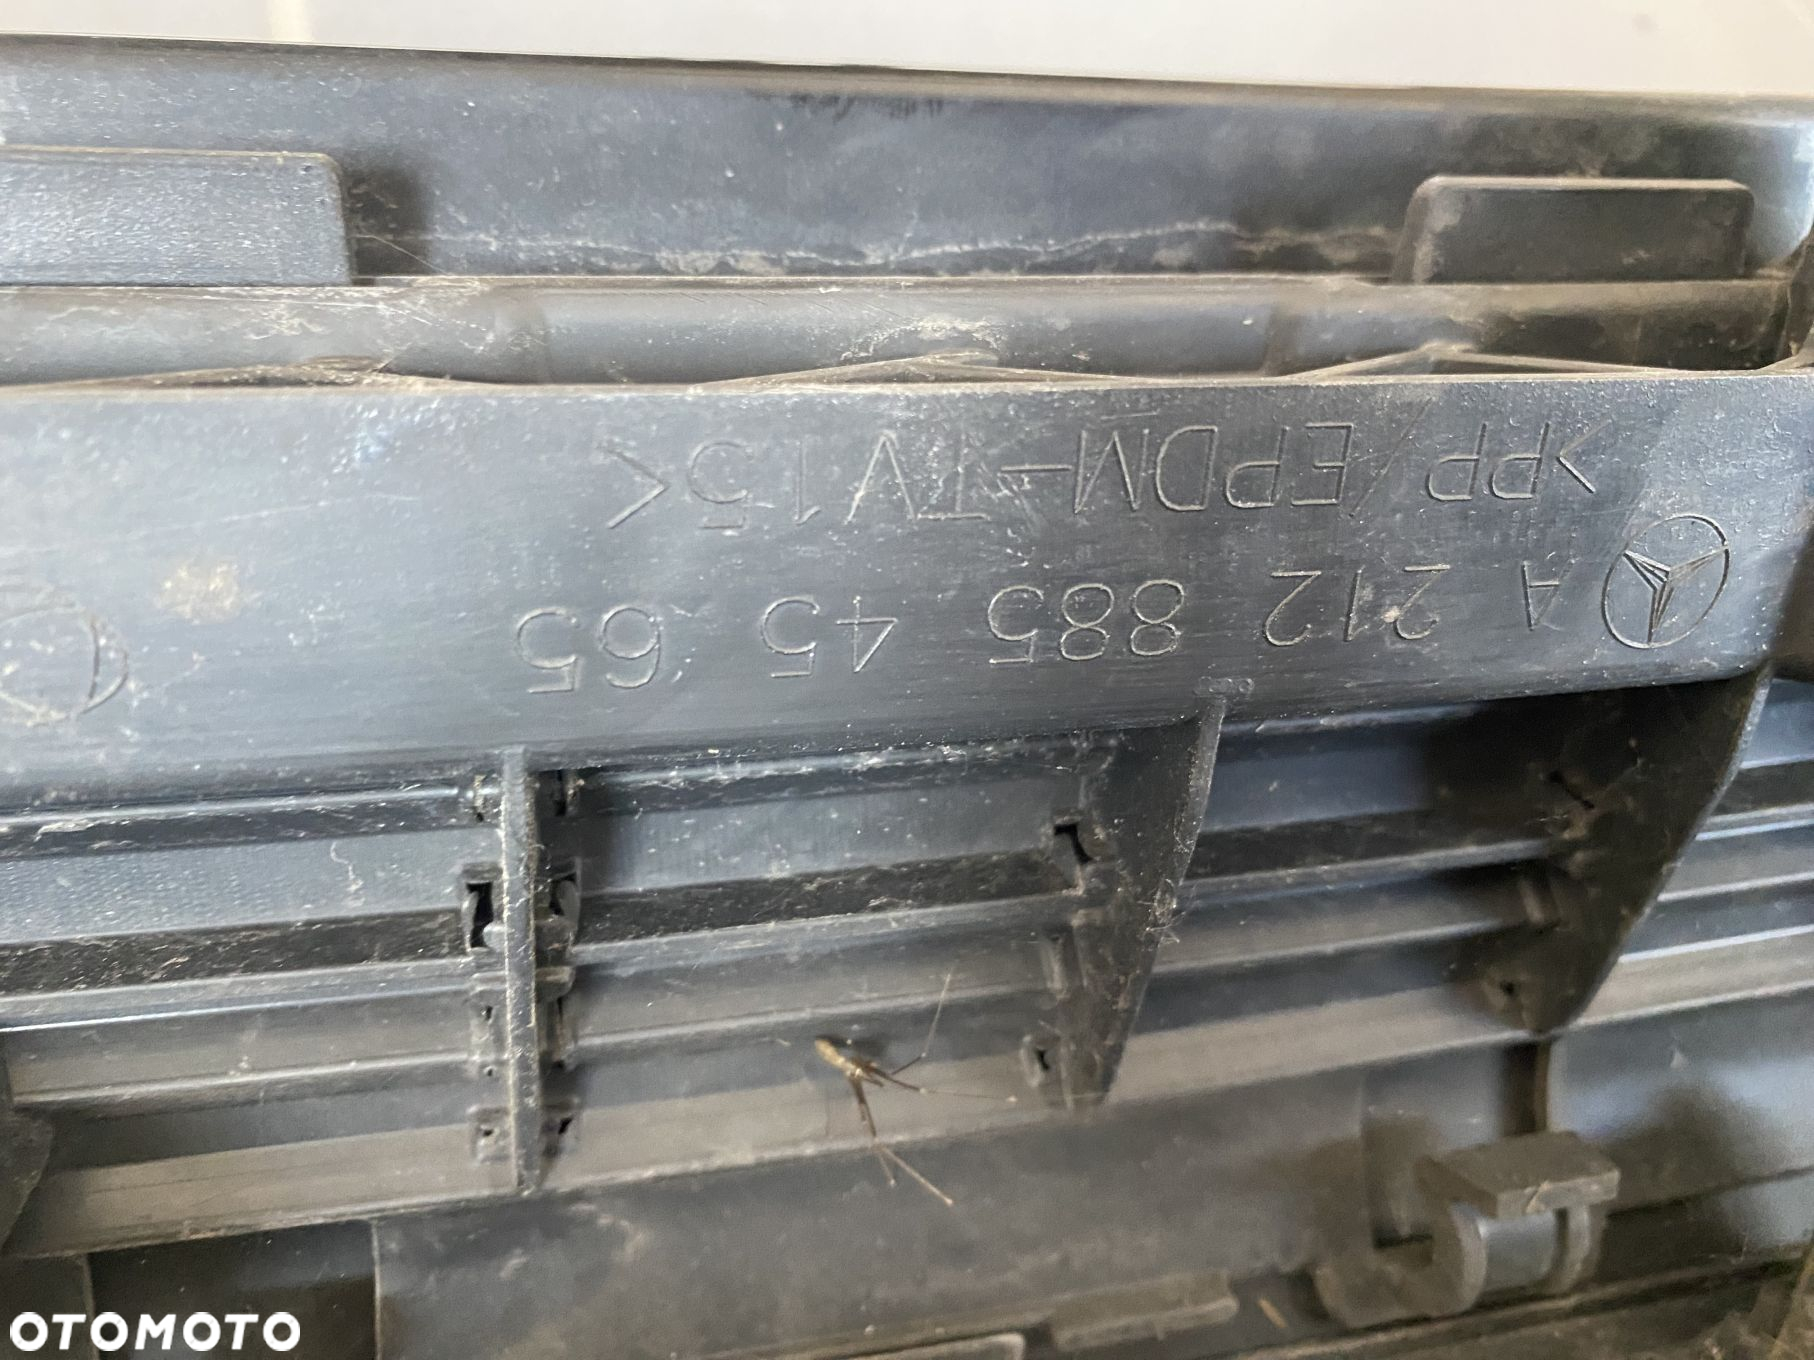 A 212 885 45 65
>PP/EPDM-TV15<
OTOMOTO